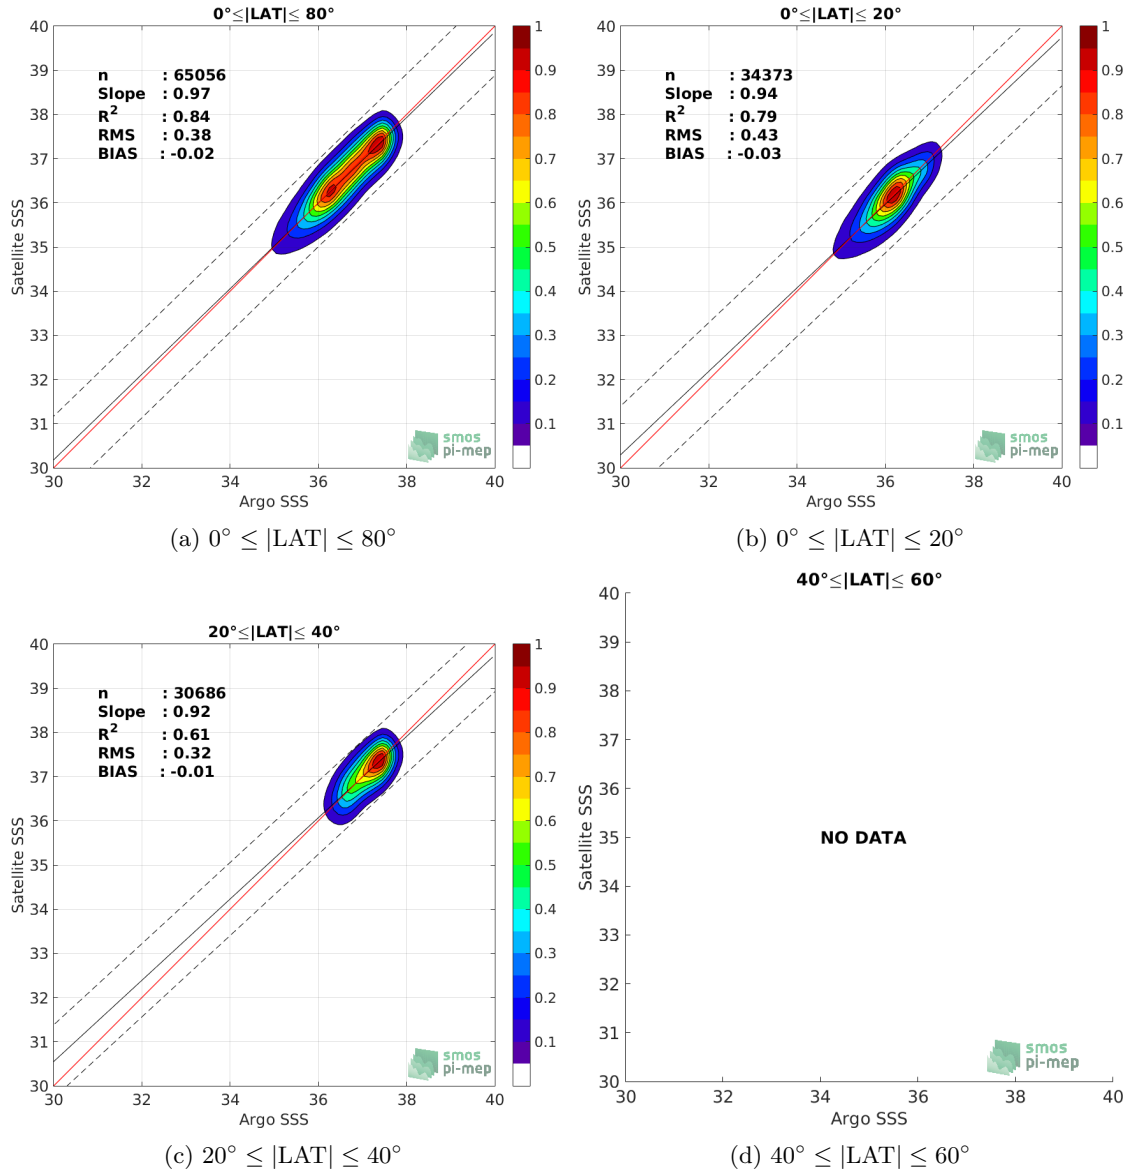 0°≤|LAT|≤ 80°
n : 65056
Slope : 0.97
R² : 0.84
RMS : 0.38
BIAS : -0.02
Satellite SSS
40
39
38
37
36
35
34
33
32
31
30
30 32 34 36 38 40
Argo SSS
1
0.9
0.8
0.7
0.6
0.5
0.4
0.3
0.2
0.1
smos
pi-mep
(a) 0° ≤ |LAT| ≤ 80°
0°≤|LAT|≤ 20°
n : 34373
Slope : 0.94
R² : 0.79
RMS : 0.43
BIAS : -0.03
Satellite SSS
40
39
38
37
36
35
34
33
32
31
30
30 32 34 36 38 40
Argo SSS
1
0.9
0.8
0.7
0.6
0.5
0.4
0.3
0.2
0.1
smos
pi-mep
(b) 0° ≤ |LAT| ≤ 20°
20°≤|LAT|≤ 40°
n : 30686
Slope : 0.92
R² : 0.61
RMS : 0.32
BIAS : -0.01
Satellite SSS
40
39
38
37
36
35
34
33
32
31
30
30 32 34 36 38 40
Argo SSS
1
0.9
0.8
0.7
0.6
0.5
0.4
0.3
0.2
0.1
smos
pi-mep
(c) 20° ≤ |LAT| ≤ 40°
40°≤|LAT|≤ 60°
Satellite SSS
40
39
38
37
36
35
34
33
32
31
30
NO DATA
30 32 34 36 38 40
Argo SSS
smos
pi-mep
(d) 40° ≤ |LAT| ≤ 60°